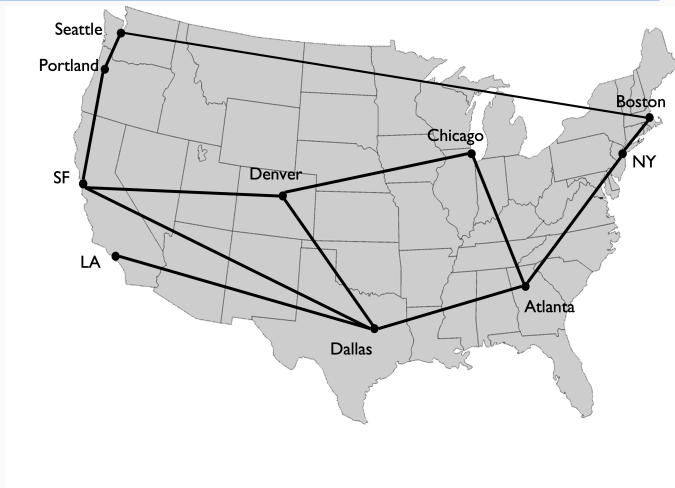 Seattle
Portland
Boston
Chicago
NY
Denver
SF
LA
Atlanta
Dallas